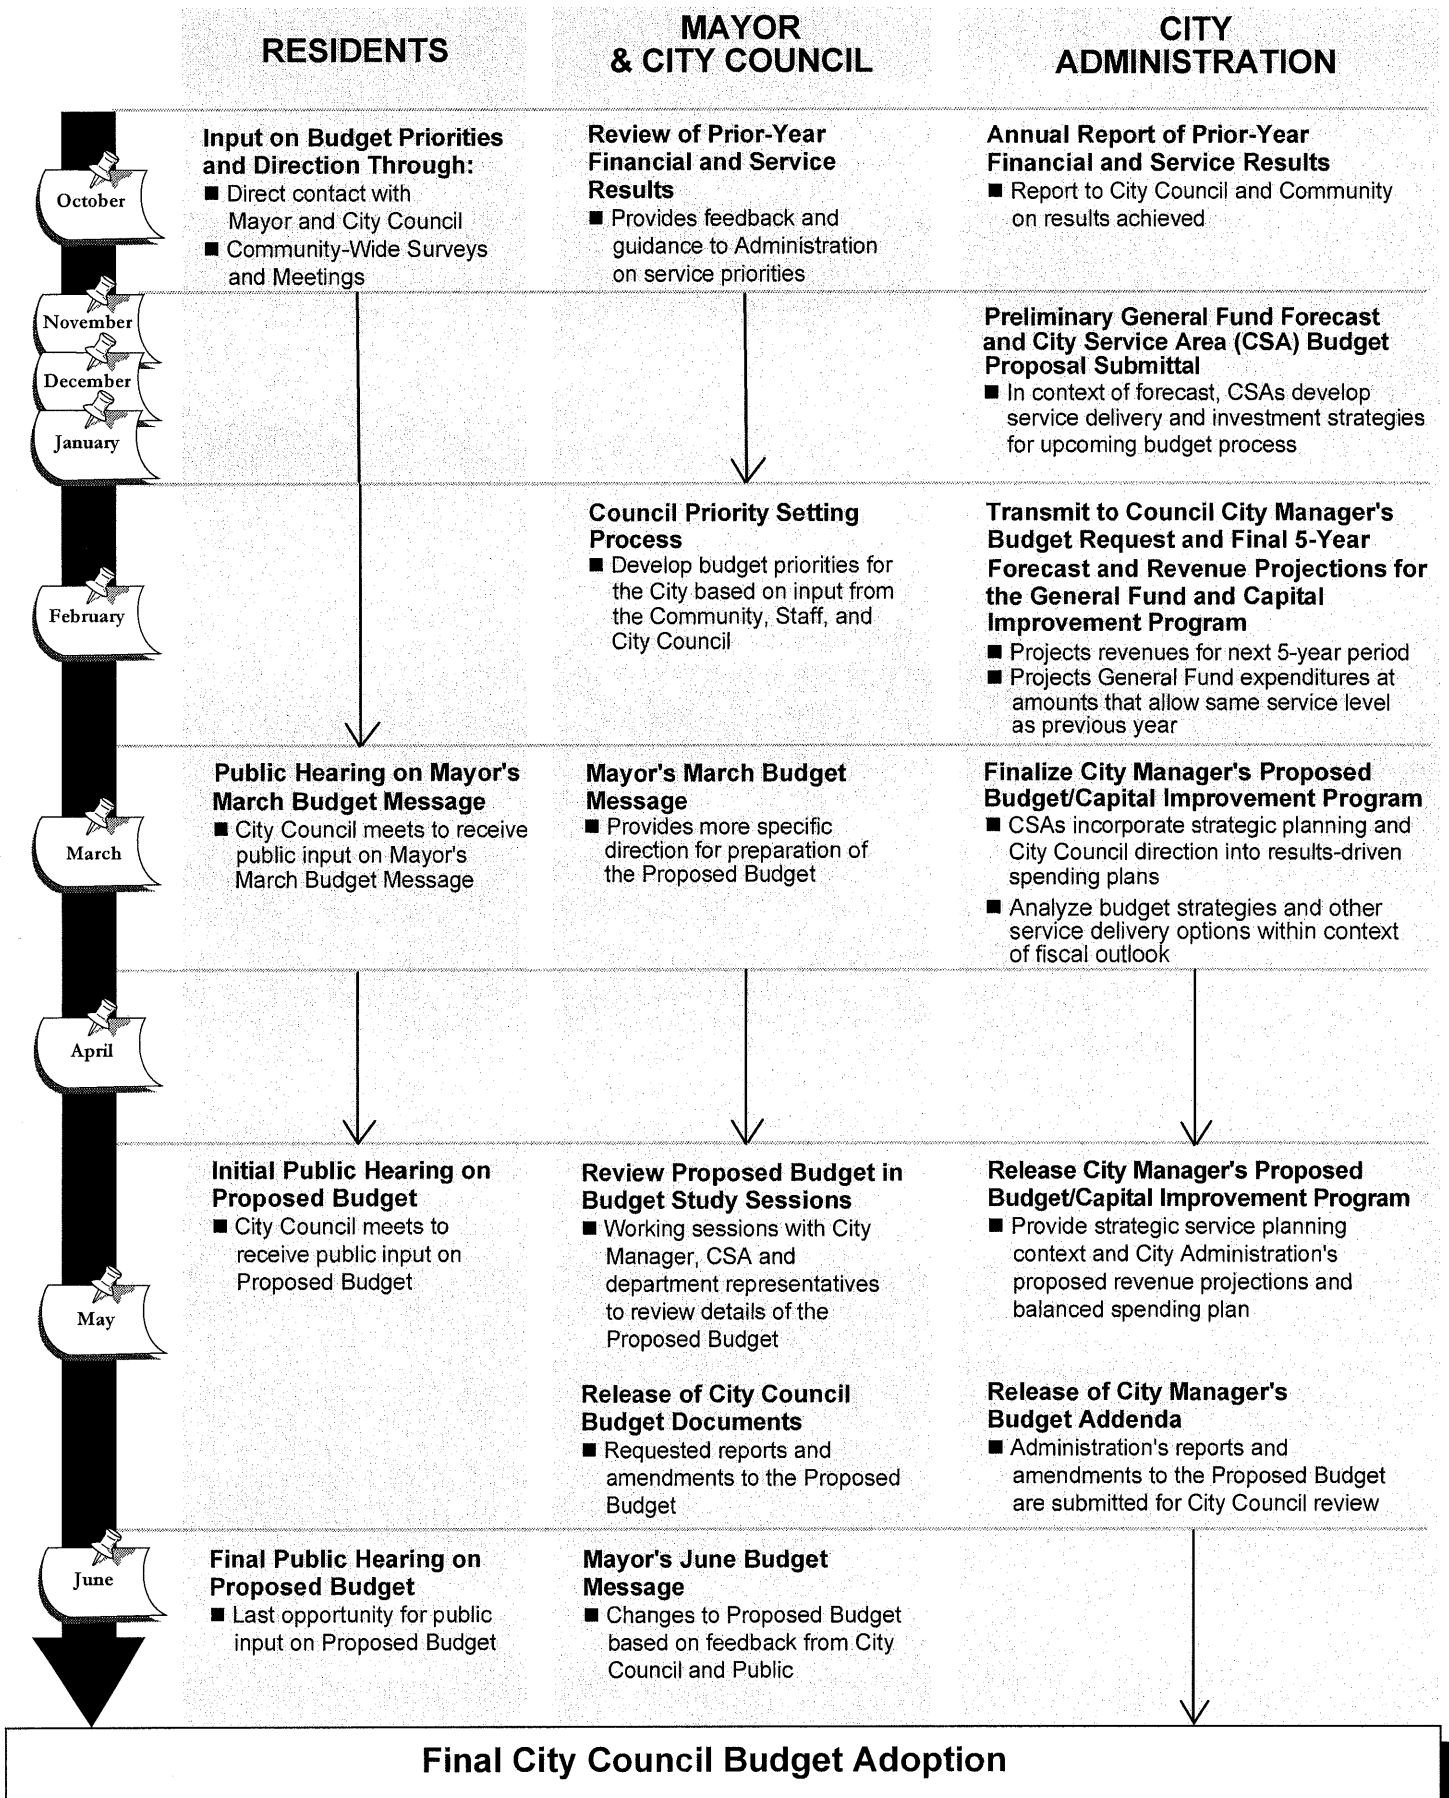 RESIDENTS
MAYOR
& CITY COUNCIL
CITY
ADMINISTRATION
October
Input on Budget Priorities
and Direction Through:
■ Direct contact with
Mayor and City Council
■ Community-Wide Surveys
and Meetings
Review of Prior-Year
Financial and Service
Results
■ Provides feedback and
guidance to Administration
on service priorities
Annual Report of Prior-Year
Financial and Service Results
■ Report to City Council and Community
on results achieved
November
December
January
Preliminary General Fund Forecast
and City Service Area (CSA) Budget
Proposal Submittal
■ In context of forecast, CSAs develop
service delivery and investment strategies
for upcoming budget process
February
Council Priority Setting
Process
■ Develop budget priorities for
the City based on input from
the Community, Staff, and
City Council
Transmit to Council City Manager's
Budget Request and Final 5-Year
Forecast and Revenue Projections for
the General Fund and Capital
Improvement Program
■ Projects revenues for next 5-year period
■ Projects General Fund expenditures at
amounts that allow same service level
as previous year
March
Public Hearing on Mayor's
March Budget Message
■ City Council meets to receive
public input on Mayor's
March Budget Message
Mayor's March Budget
Message
■ Provides more specific
direction for preparation of
the Proposed Budget
Finalize City Manager's Proposed
Budget/Capital Improvement Program
■ CSAs incorporate strategic planning and
City Council direction into results-driven
spending plans
■ Analyze budget strategies and other
service delivery options within context
of fiscal outlook
April
May
Initial Public Hearing on
Proposed Budget
■ City Council meets to
receive public input on
Proposed Budget
Review Proposed Budget in
Budget Study Sessions
■ Working sessions with City
Manager, CSA and
department representatives
to review details of the
Proposed Budget
Release of City Council
Budget Documents
■ Requested reports and
amendments to the Proposed
Budget
Release City Manager's Proposed
Budget/Capital Improvement Program
■ Provide strategic service planning
context and City Administration's
proposed revenue projections and
balanced spending plan
Release of City Manager's
Budget Addenda
■ Administration's reports and
amendments to the Proposed Budget
are submitted for City Council review
June
Final Public Hearing on
Proposed Budget
■ Last opportunity for public
input on Proposed Budget
Mayor's June Budget
Message
■ Changes to Proposed Budget
based on feedback from City
Council and Public
Final City Council Budget Adoption